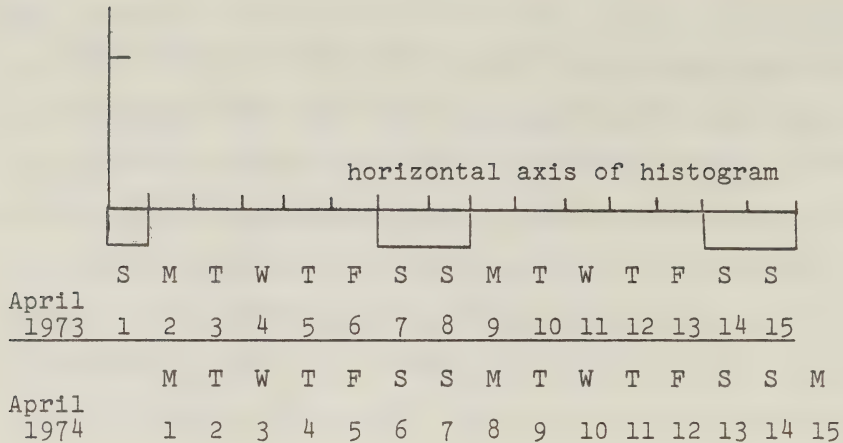 horizontal axis of histogram
S M T W T F S S M T W T F S S
April
1973 1 2 3 4 5 6 7 8 9 10 11 12 13 14 15
M T W T F S S M T W T F S S M
April
1974 1 2 3 4 5 6 7 8 9 10 11 12 13 14 15